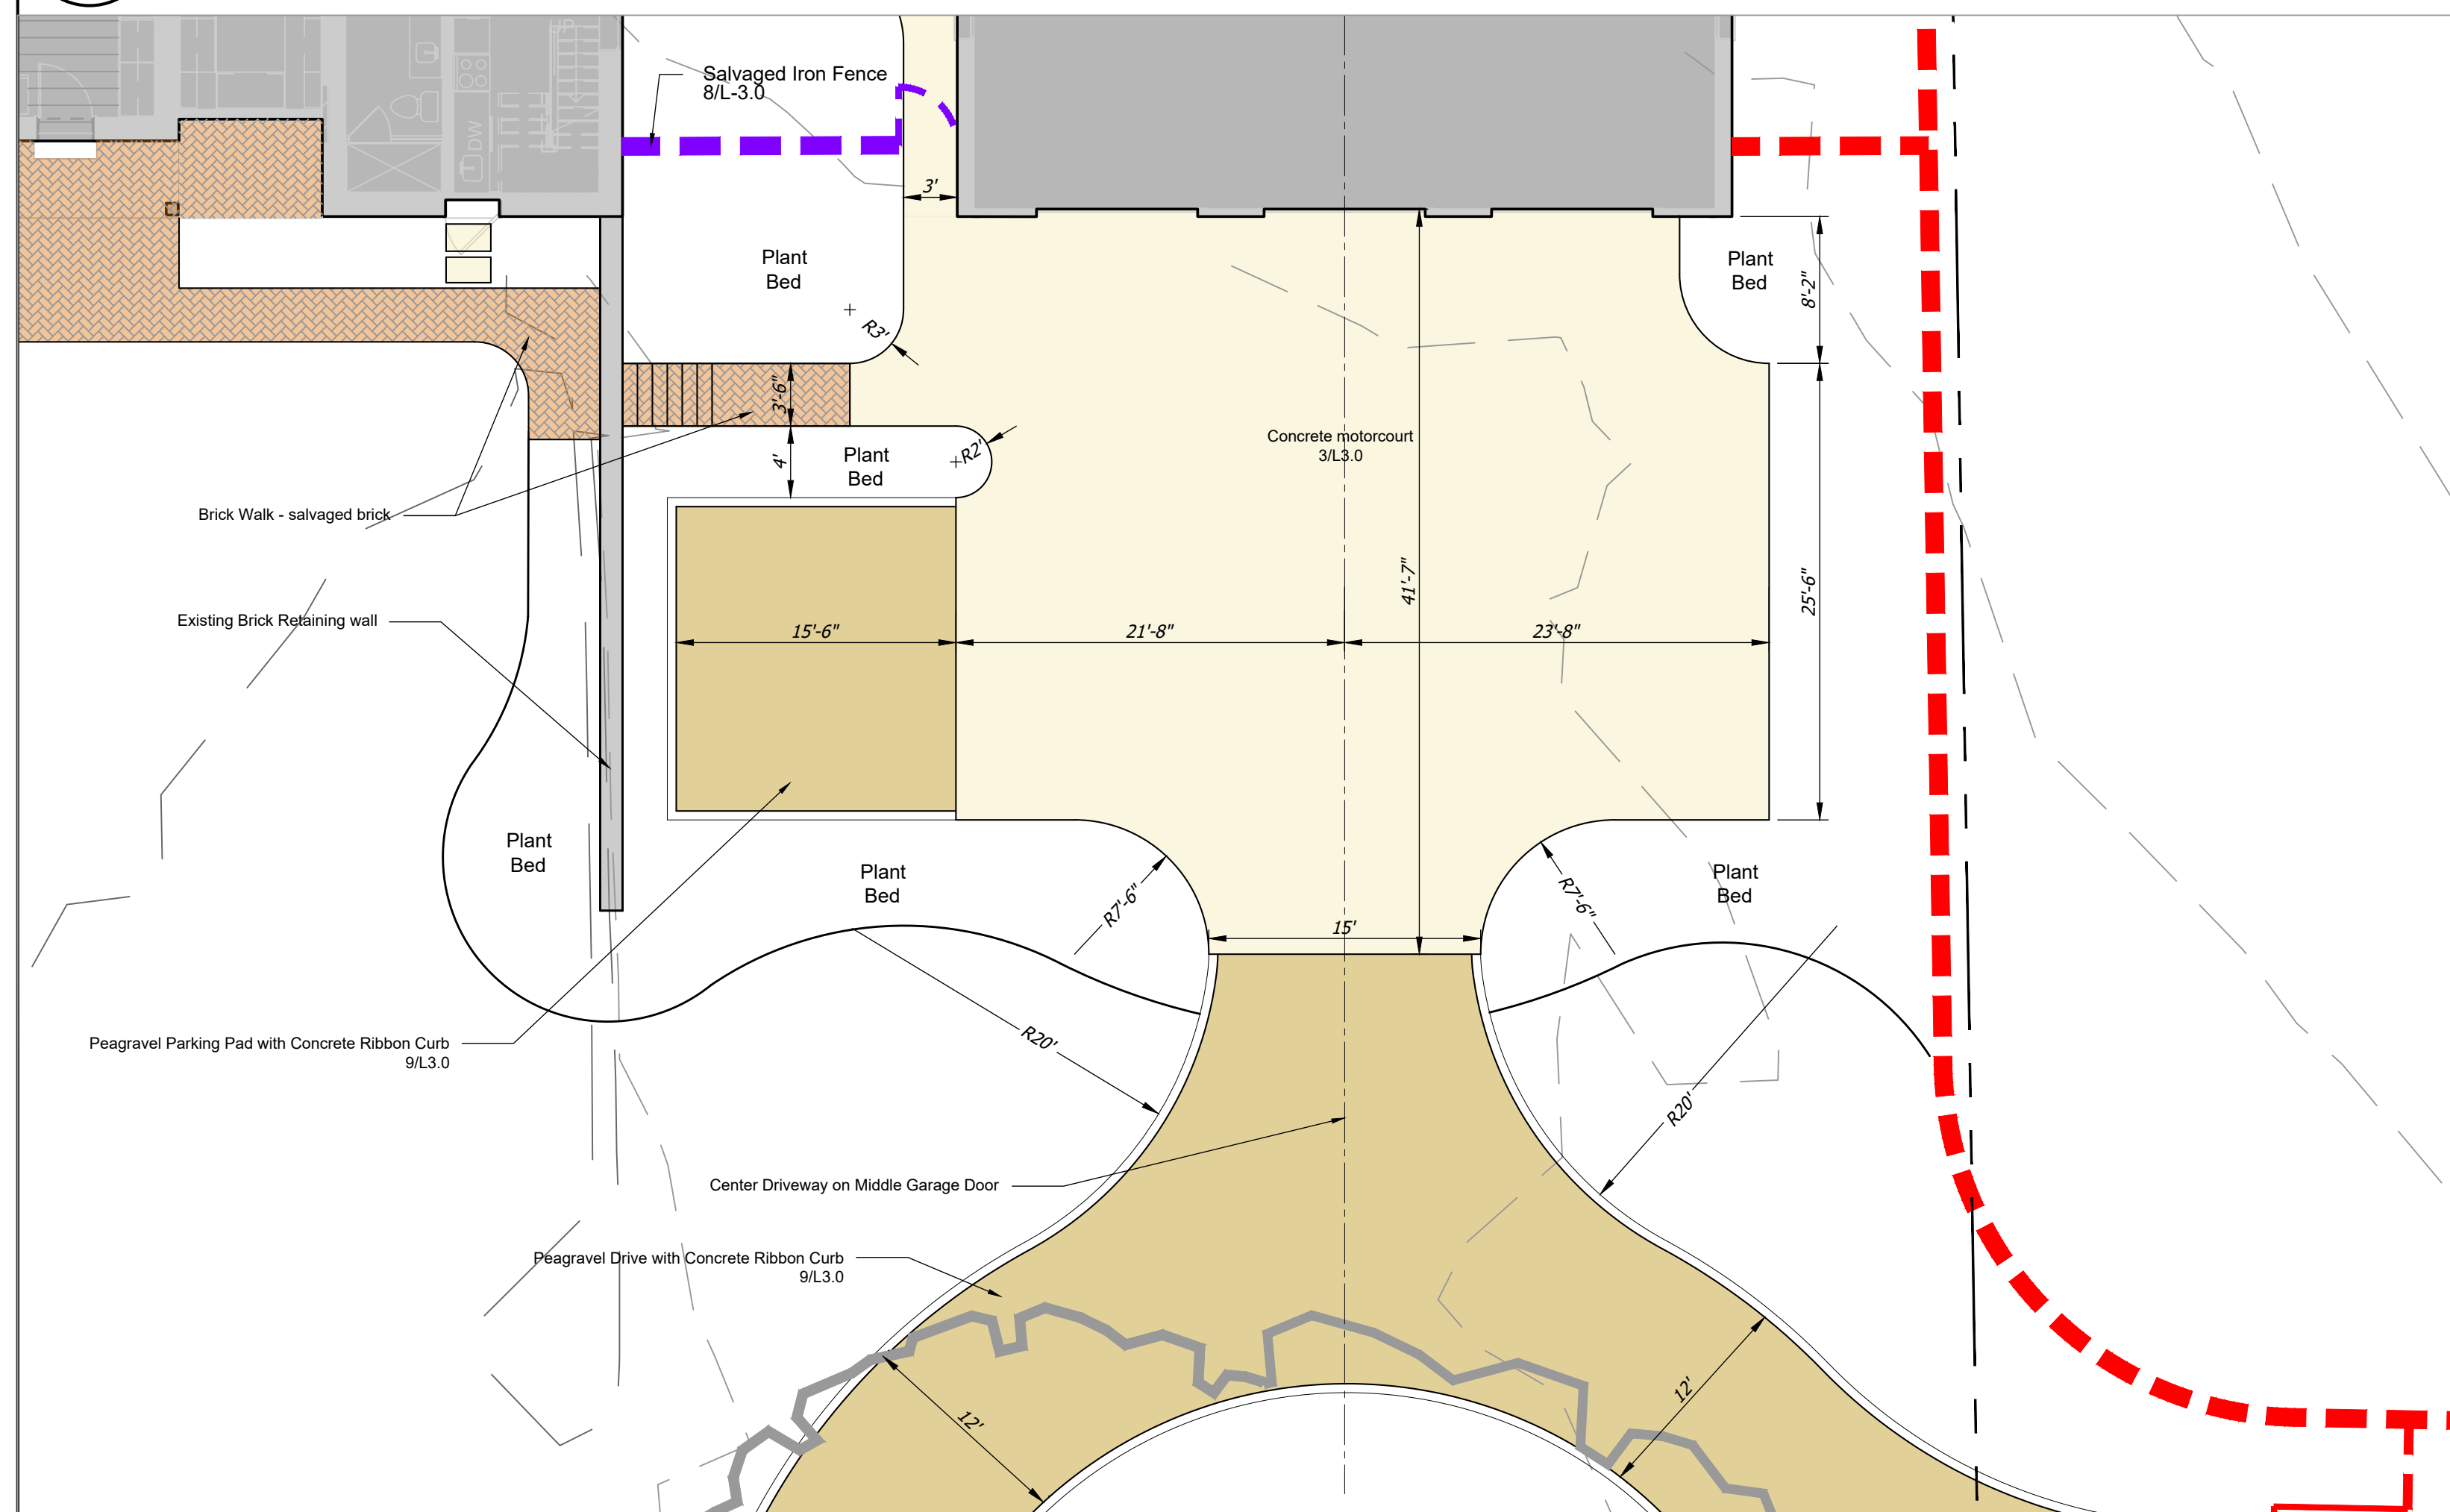 UP
Salvaged Iron Fence
8/L-3.0
DW
3'
Plant
Bed
Plant
Bed
8'-2"
R3'
3'-6"
Concrete motorcourt
3/L3.0
4'
Plant
Bed
R2'
Brick Walk - salvaged brick
41'-7"
25'-6"
Existing Brick Retaining wall
15'-6"
21'-8"
23'-8"
Plant
Bed
Plant
Bed
R7'-6"
R7'-6"
Plant
Bed
15'
Peagravel Parking Pad with Concrete Ribbon Curb
9/L3.0
R20'
R20'
Center Driveway on Middle Garage Door
Peagravel Drive with Concrete Ribbon Curb
9/L3.0
12'
12'